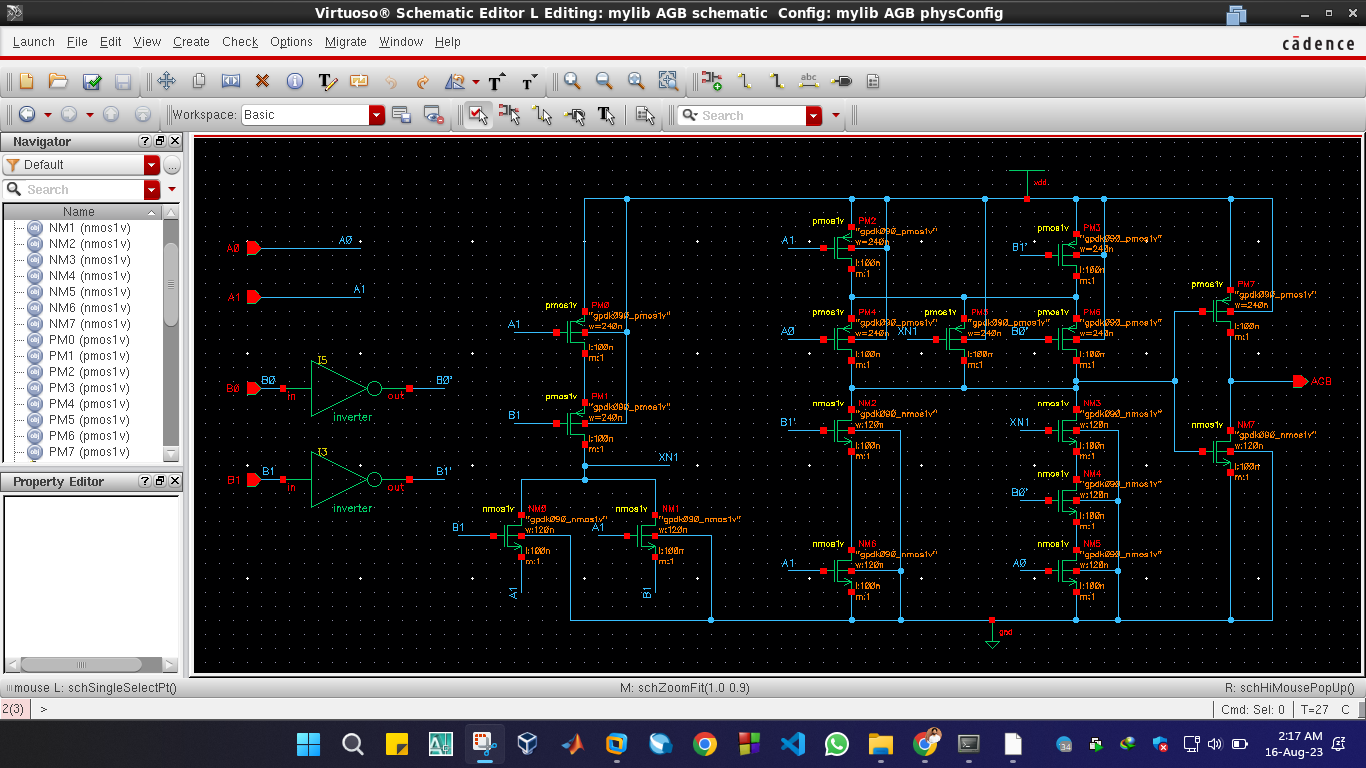 Virtuoso® Schematic Editor L Editing: mylib AGB schematic Config: mylib AGB physConfig
Launch File Edit View Create Check Options Migrate Window Help
cādence
Workspace: Basic
Search
Navigator
Default
Search
Name
NM1 (nmos1v)
NM2 (nmos1v)
NM3 (nmos1v)
NM4 (nmos1v)
NM5 (nmos1v)
NM6 (nmos1v)
NM7 (nmos1v)
PM0 (pmos1v)
PM1 (pmos1v)
PM2 (pmos1v)
PM3 (pmos1v)
PM4 (pmos1v)
PM5 (pmos1v)
PM6 (pmos1v)
PM7 (pmos1v)
Property Editor
A0 A0
A1 A1
B0 B0 in I5 inverter out B0'
B1 B1 in I3 inverter out B1'
vdd
A1 pmos1v PM0 "gpdk090_pmos1v" w=240n l:100n m:1
B1 pmos1v PM1 "gpdk090_pmos1v" w=240n l:100n m:1
XN1
B1 nmos1v NM0 "gpdk090_nmos1v" w:120n l:100n m:1 A1
A1 nmos1v NM1 "gpdk090_nmos1v" w:120n l:100n m:1 B1
A1 pmos1v PM2 "gpdk090_pmos1v" w=240n l:100n m:1
B1' pmos1v PM3 "gpdk090_pmos1v" w=240n l:100n m:1
A0 pmos1v PM4 "gpdk090_pmos1v" w=240n l:100n m:1
XN1 pmos1v PM5 "gpdk090_pmos1v" w=240n l:100n m:1
B0' pmos1v PM6 "gpdk090_pmos1v" w=240n l:100n m:1
pmos1v PM7 "gpdk090_pmos1v" w=240n l:100n m:1
AGB
B1' nmos1v NM2 "gpdk090_nmos1v" w:120n l:100n m:1
XN1 nmos1v NM3 "gpdk090_nmos1v" w:120n l:100n m:1
nmos1v NM7 "gpdk090_nmos1v" w:120n l:100n m:1
B0' nmos1v NM4 "gpdk090_nmos1v" w:120n l:100n m:1
A1 nmos1v NM6 "gpdk090_nmos1v" w:120n l:100n m:1
A0 nmos1v NM5 "gpdk090_nmos1v" w:120n l:100n m:1
gnd
mouse L: schSingleSelectPt() M: schZoomFit(1.0 0.9) R: schHiMousePopUp()
2(3) > Cmd: Sel: 0 T=27 C
34
2:17 AM
16-Aug-23